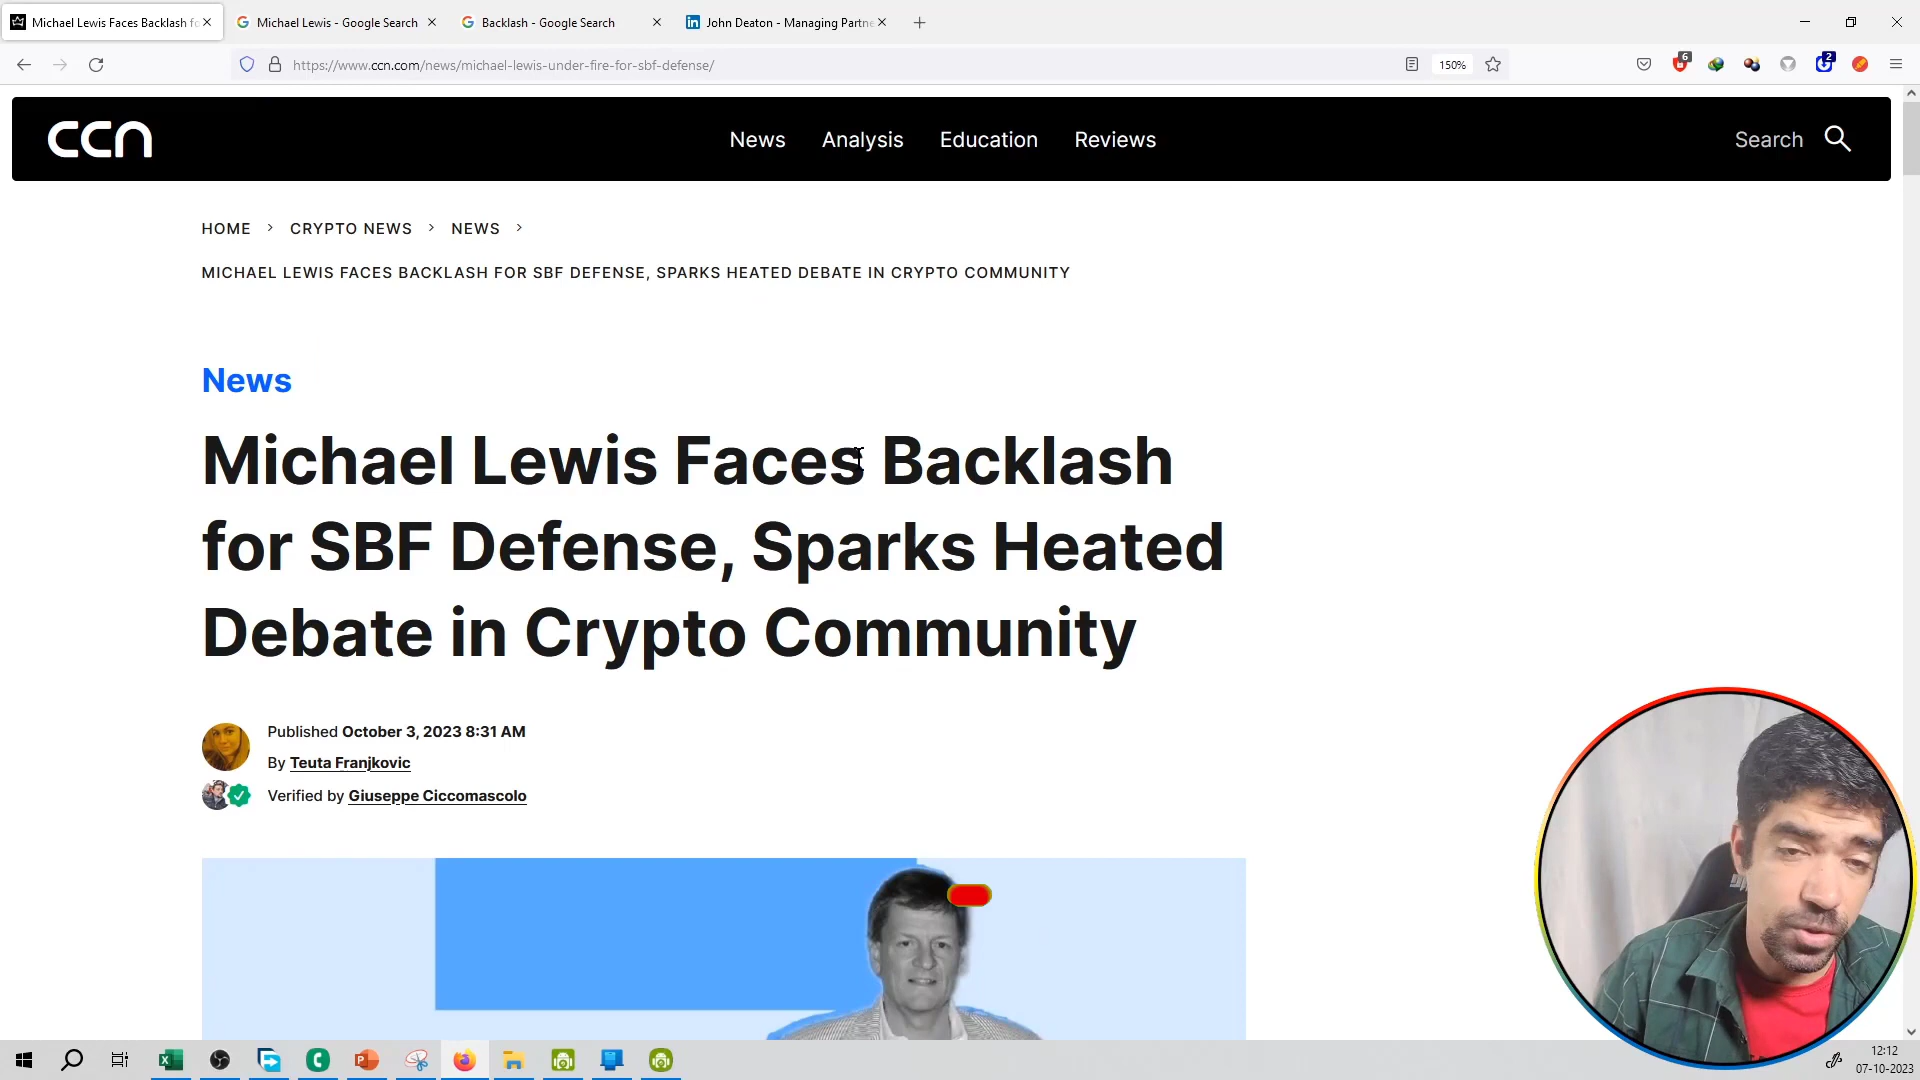 Michael Lewis Faces Backlash fo
Michael Lewis - Google Search
Backlash - Google Search
John Deaton - Managing Partne
https://www.ccn.com/news/michael-lewis-under-fire-for-sbf-defense/
150%
6
2
ccn
News
Analysis
Education
Reviews
Search
HOME > CRYPTO NEWS > NEWS >
MICHAEL LEWIS FACES BACKLASH FOR SBF DEFENSE, SPARKS HEATED DEBATE IN CRYPTO COMMUNITY
News
Michael Lewis Faces Backlash
for SBF Defense, Sparks Heated
Debate in Crypto Community
Published October 3, 2023 8:31 AM
By Teuta Franjkovic
Verified by Giuseppe Ciccomascolo
12:12
07-10-2023